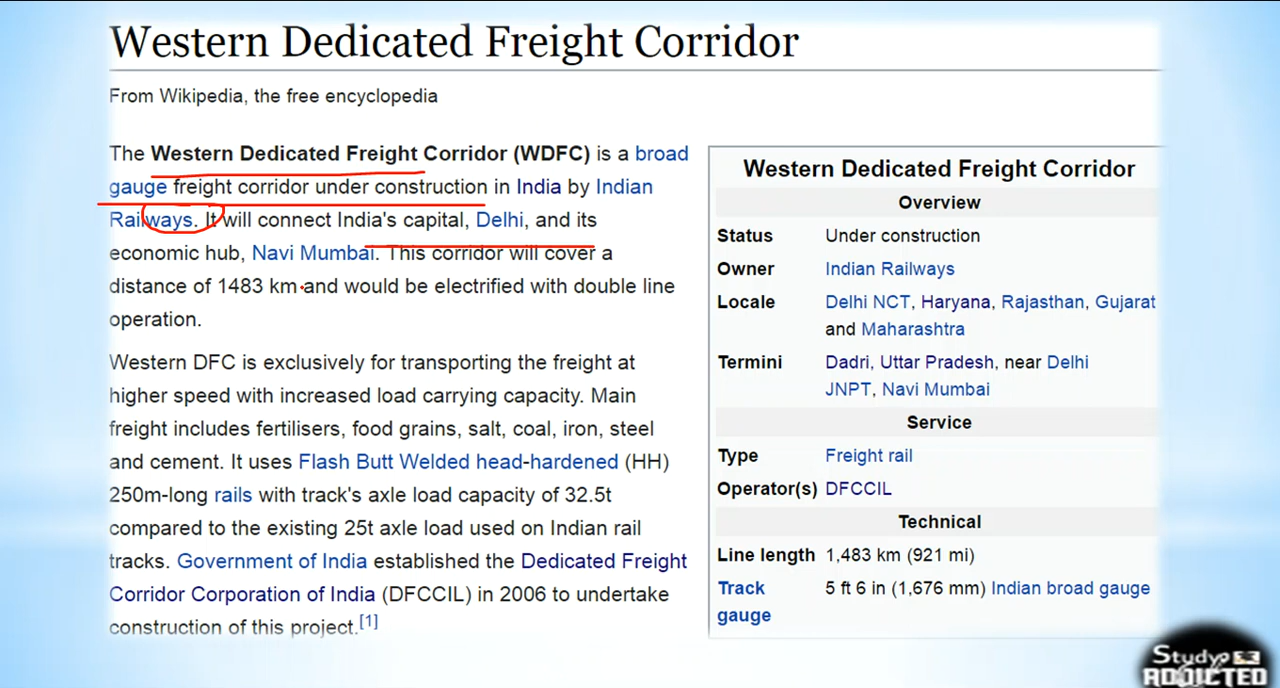 Western Dedicated Freight Corridor
From Wikipedia, the free encyclopedia
The Western Dedicated Freight Corridor (WDFC) is a broad
gauge freight corridor under construction in India by Indian
Railways. It will connect India's capital, Delhi, and its
economic hub, Navi Mumbai. This corridor will cover a
distance of 1483 km and would be electrified with double line
operation.
Western DFC is exclusively for transporting the freight at
higher speed with increased load carrying capacity. Main
freight includes fertilisers, food grains, salt, coal, iron, steel
and cement. It uses Flash Butt Welded head-hardened (HH)
250m-long rails with track's axle load capacity of 32.5t
compared to the existing 25t axle load used on Indian rail
tracks. Government of India established the Dedicated Freight
Corridor Corporation of India (DFCCIL) in 2006 to undertake
construction of this project.[1]
Western Dedicated Freight Corridor
Overview
Status Under construction
Owner Indian Railways
Locale Delhi NCT, Haryana, Rajasthan, Gujarat
and Maharashtra
Termini Dadri, Uttar Pradesh, near Delhi
JNPT, Navi Mumbai
Service
Type Freight rail
Operator(s) DFCCIL
Technical
Line length 1,483 km (921 mi)
Track 5 ft 6 in (1,676 mm) Indian broad gauge
gauge
Study
ADDICTED